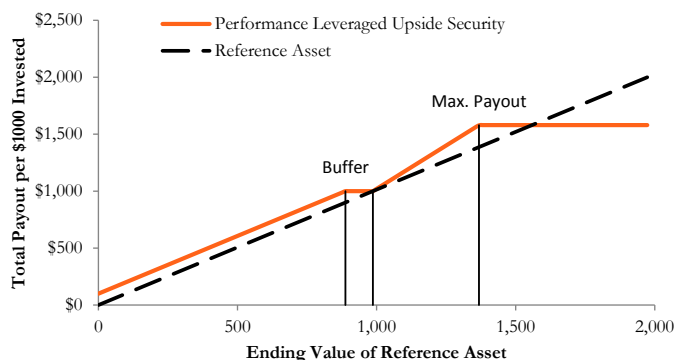 $2,500
$2,000
$1,500
$1,000
$500
$0
Total Payout per $1000 Invested
Performance Leveraged Upside Security
Reference Asset
Max. Payout
Buffer
0
500
1,000
1,500
2,000
Ending Value of Reference Asset